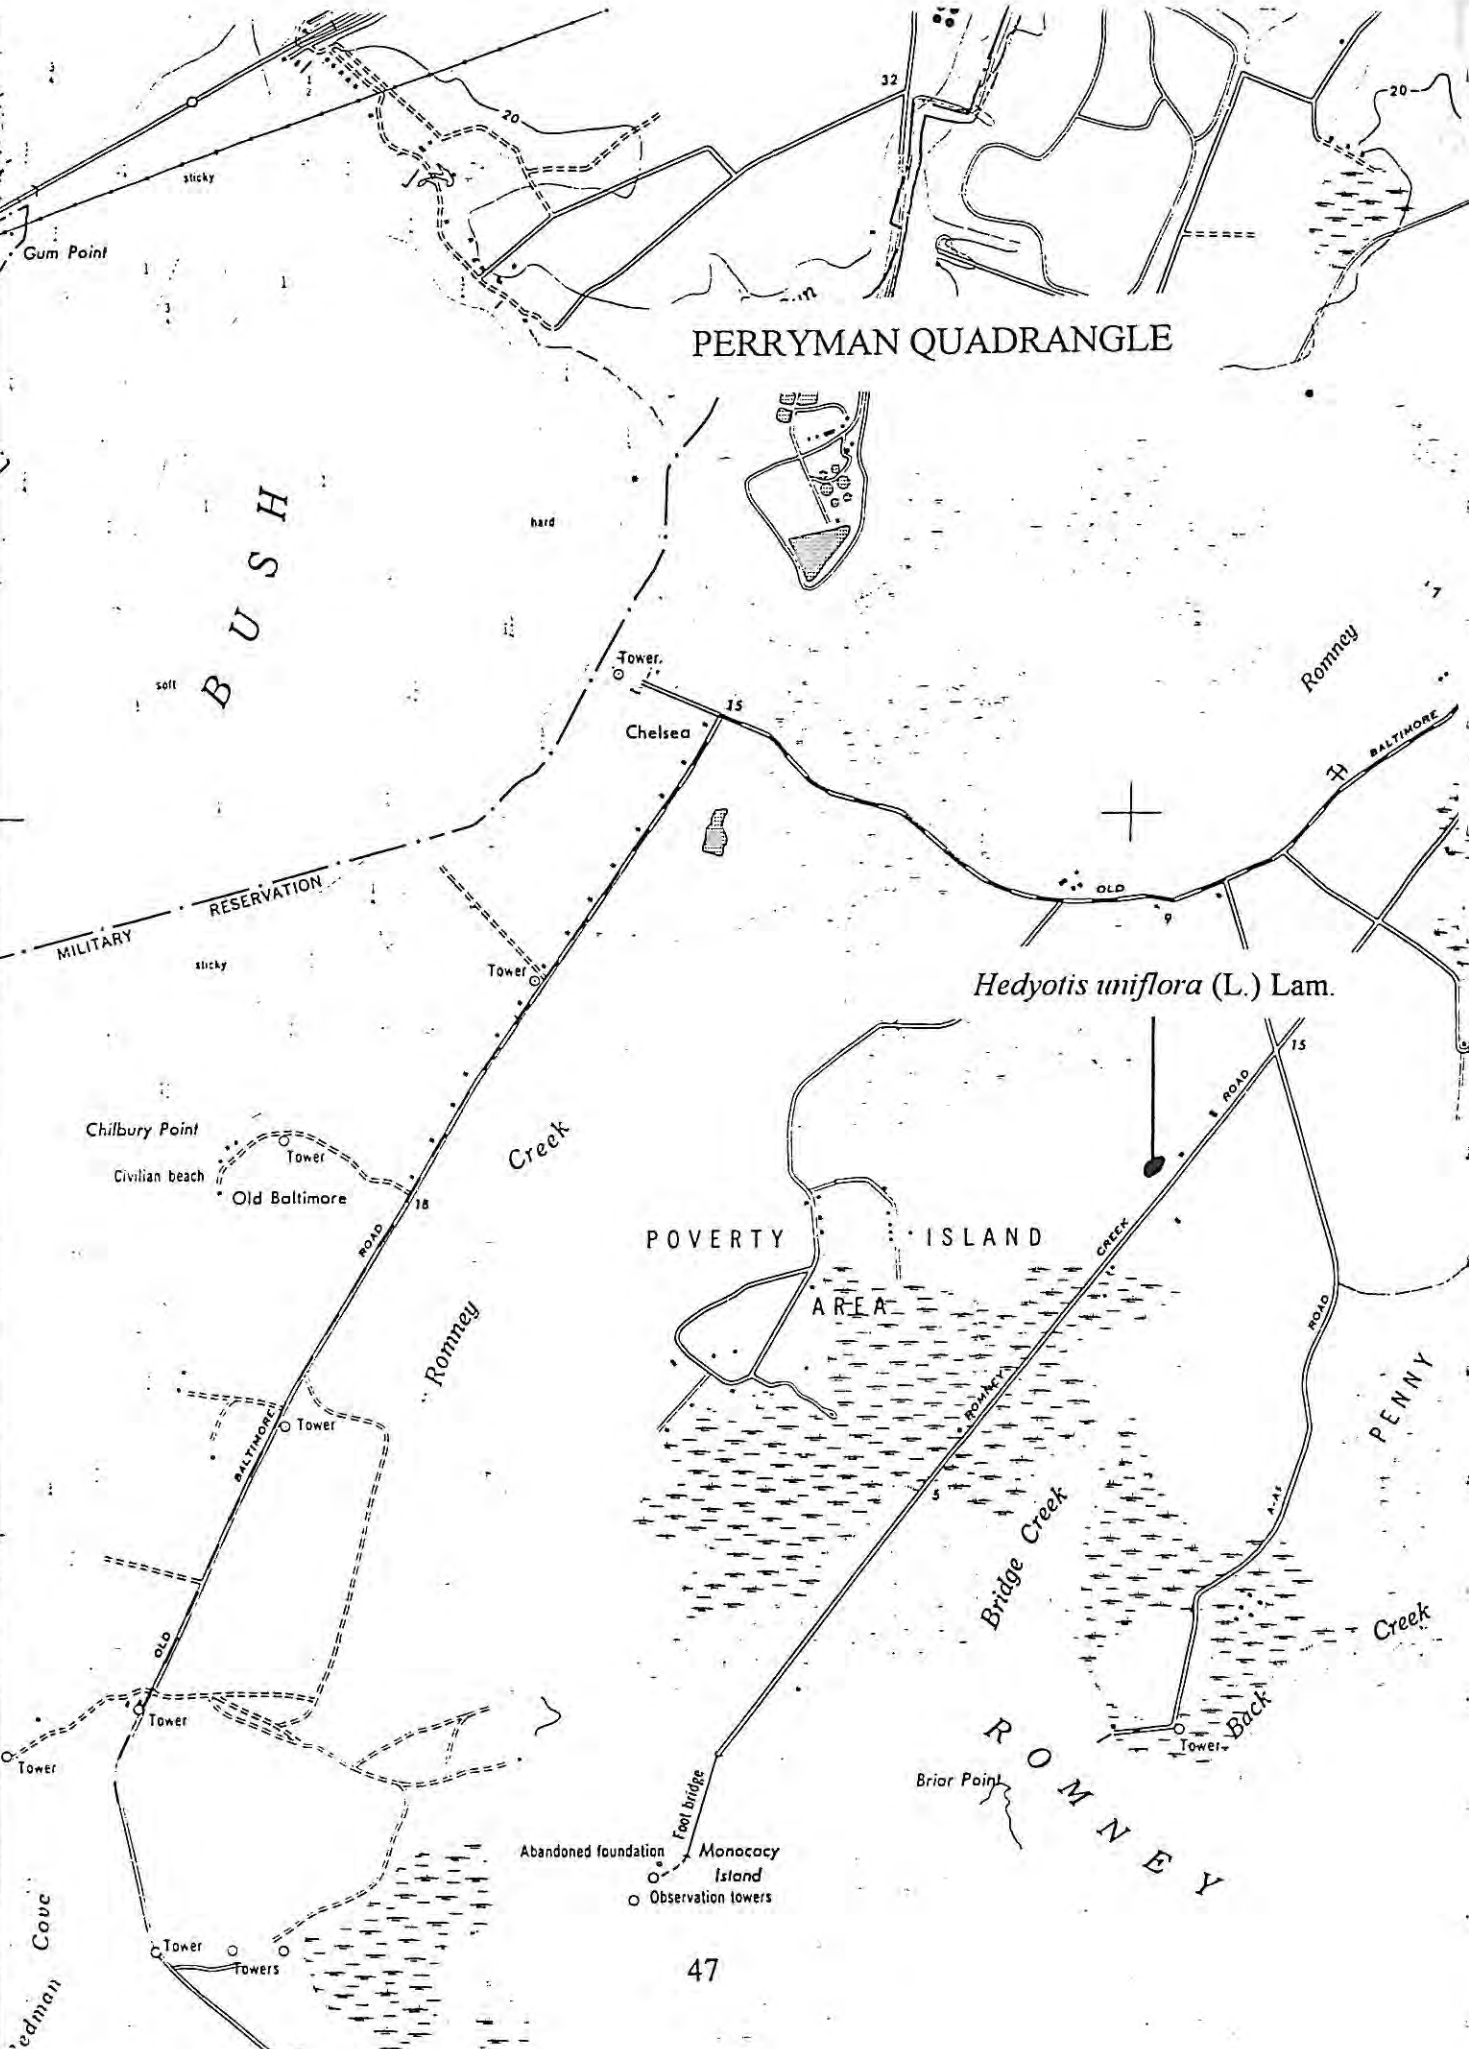 20
32
20
sticky
Gum Point
PERRYMAN QUADRANGLE
BUSH
hard
soft
7
Romney
Tower
15
Chelsea
BALTIMORE
OLD
9
MILITARY RESERVATION
sticky
Tower
Hedyotis uniflora (L.) Lam.
15
ROAD
Chilbury Point
Tower
Civilian beach
Old Baltimore
18
Creek
ROAD
POVERTY ISLAND
AREA
CREEK
ROAD
Romney
ROMNEY
PENNY
Tower
BALTIMORE
5
Bridge Creek
Creek
OLD
Tower
Tower
Back
Tower
ROMNEY
Briar Point
Foot bridge
Abandoned foundation
Monocacy
Island
Observation towers
Cove
Tower
Towers
47